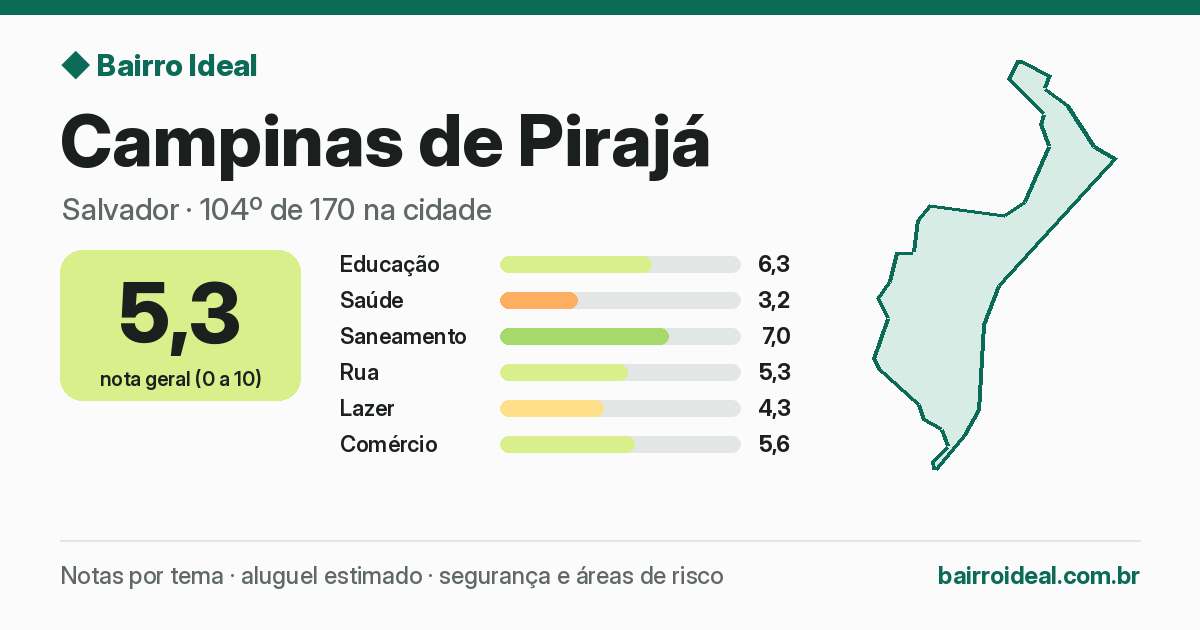 Bairro Ideal
Campinas de Pirajá
Salvador · 104º de 170 na cidade
5,3
nota geral (0 a 10)
Educação 6,3
Saúde 3,2
Saneamento 7,0
Rua 5,3
Lazer 4,3
Comércio 5,6
Notas por tema · aluguel estimado · segurança e áreas de risco
bairroideal.com.br